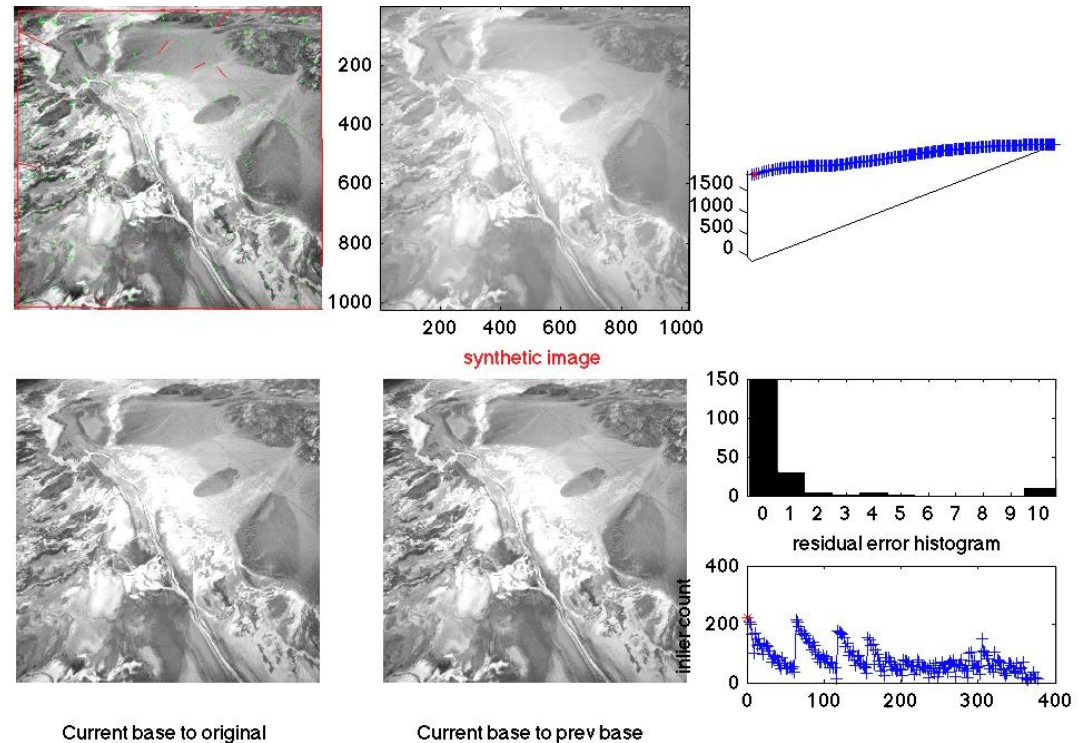 200
400
600
800
1000
200 400 600 800 1000
synthetic image
1500
1000
500
0
150
100
50
0
0 1 2 3 4 5 6 7 8 9 10
residual error histogram
inlier count
400
200
0
0 100 200 300 400
Current base to original
Current base to prev base